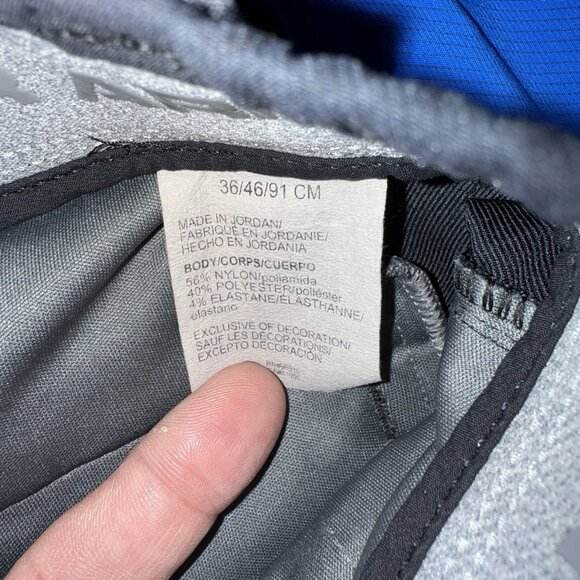 36/46/91 CM
MADE IN JORDAN/
FABRIQUÉ EN JORDANIE/
HECHO EN JORDANIA
BODY/CORPS/CUERPO
56% NYLON/poliamida
40% POLYESTER/poliéster
4% ELASTANE/ÉLASTHANNE/
elastano
EXCLUSIVE OF DECORATION/
SAUF LES DÉCORATIONS/
EXCEPTO DECORACIÓN